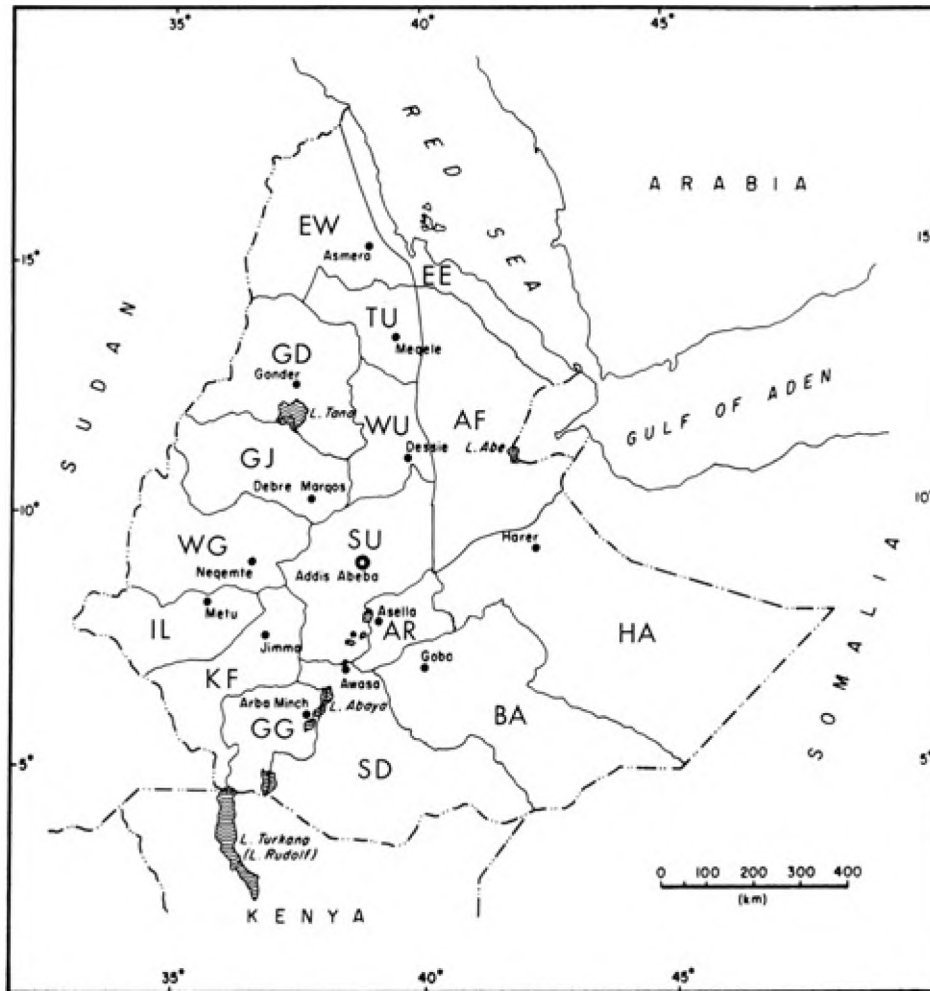 35° 40° 45°
RED SEA
ARABIA
EW
Asmera
15° 15°
EE
TU
Meqele
SUDAN
GD
Gonder
L. Tana
WU
AF
GULF OF ADEN
Dessie
L. Abe
GJ
Debre Marqos
10° 10°
Harer
WG
SU
Neqemte
Addis Abeba
SOMALIA
Metu
Asella
IL
AR
HA
Jimma
Goba
KF
Awasa
Arba Minch
L. Abaya
GG
BA
SD
5° 5°
L. Turkana
(L. Rudolf)
0 100 200 300 400
(km)
KENYA
35° 40° 45°